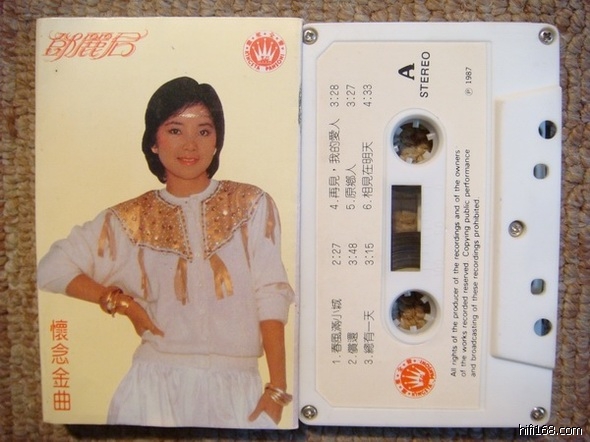 鄧麗君
懷念金曲
A
STEREO
Ⓟ 1987
1. 春風滿小城 2:27
2. 償還 3:48
3. 總有一天 3:15
4. 再見・我的愛人 3:28
5. 原鄉人 3:27
6. 相見在明天 4:33
All rights of the producer of the recordings and of the owners
of the works recorded reserved. Copying public performance
and broadcasting of these recordings prohibited.
hifi168.com